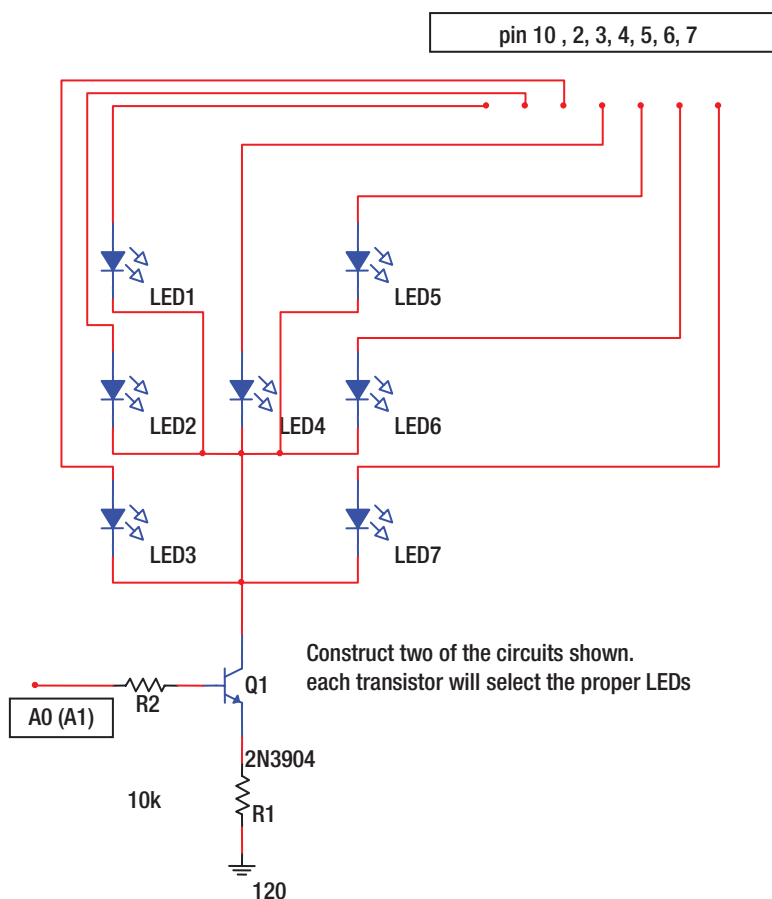 pin 10 , 2, 3, 4, 5, 6, 7
LED1
LED5
LED2
LED4
LED6
LED3
LED7
Construct two of the circuits shown.
each transistor will select the proper LEDs
Q1
R2
A0 (A1)
2N3904
10k
R1
120